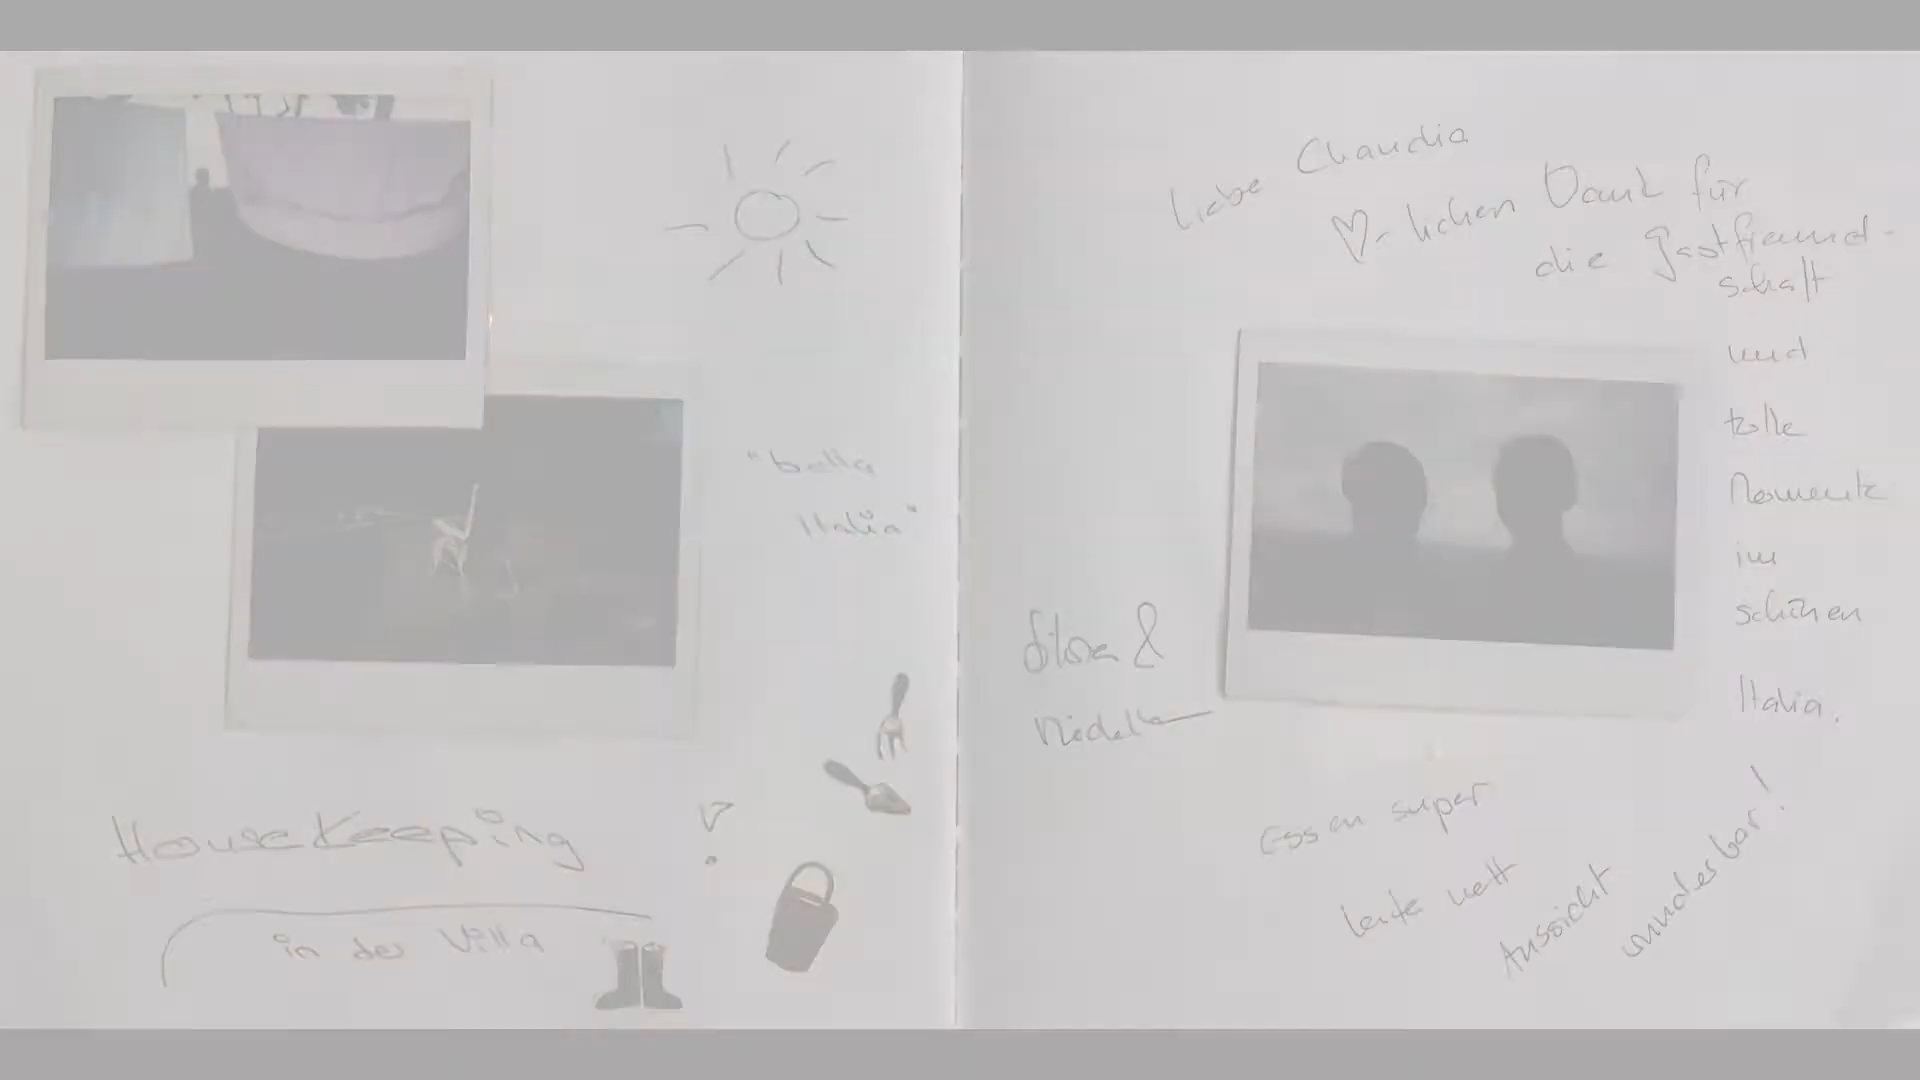 "bella
Italia"
HouseKeeping
in der Villa
Liebe Claudia
♡-lichen Dank für
die Gastfreund-
schaft
und
tolle
Momente
im
schönen
Italia.
&
Essen super
Leute nett
Aussicht
wunderbar!